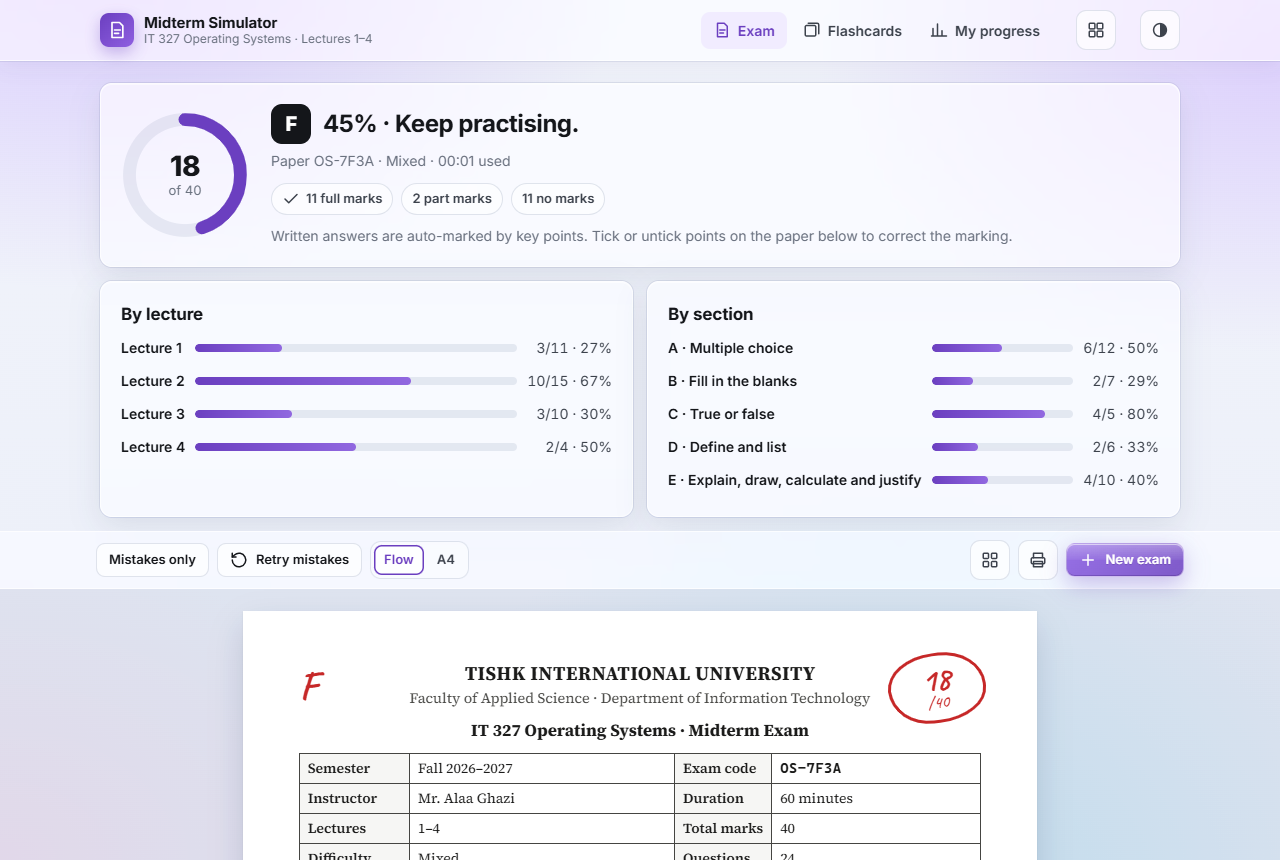 Midterm Simulator
IT 327 Operating Systems · Lectures 1–4
Exam
Flashcards
My progress
18
of 40
F
45% · Keep practising.
Paper OS-7F3A · Mixed · 00:01 used
11 full marks
2 part marks
11 no marks
Written answers are auto-marked by key points. Tick or untick points on the paper below to correct the marking.
By lecture
Lecture 1 3/11 · 27%
Lecture 2 10/15 · 67%
Lecture 3 3/10 · 30%
Lecture 4 2/4 · 50%
By section
A · Multiple choice 6/12 · 50%
B · Fill in the blanks 2/7 · 29%
C · True or false 4/5 · 80%
D · Define and list 2/6 · 33%
E · Explain, draw, calculate and justify 4/10 · 40%
Mistakes only
Retry mistakes
Flow
A4
New exam
F
TISHK INTERNATIONAL UNIVERSITY
Faculty of Applied Science · Department of Information Technology
IT 327 Operating Systems · Midterm Exam
18
/40
Semester Fall 2026–2027 Exam code OS-7F3A
Instructor Mr. Alaa Ghazi Duration 60 minutes
Lectures 1–4 Total marks 40
Difficulty Mixed Questions 24